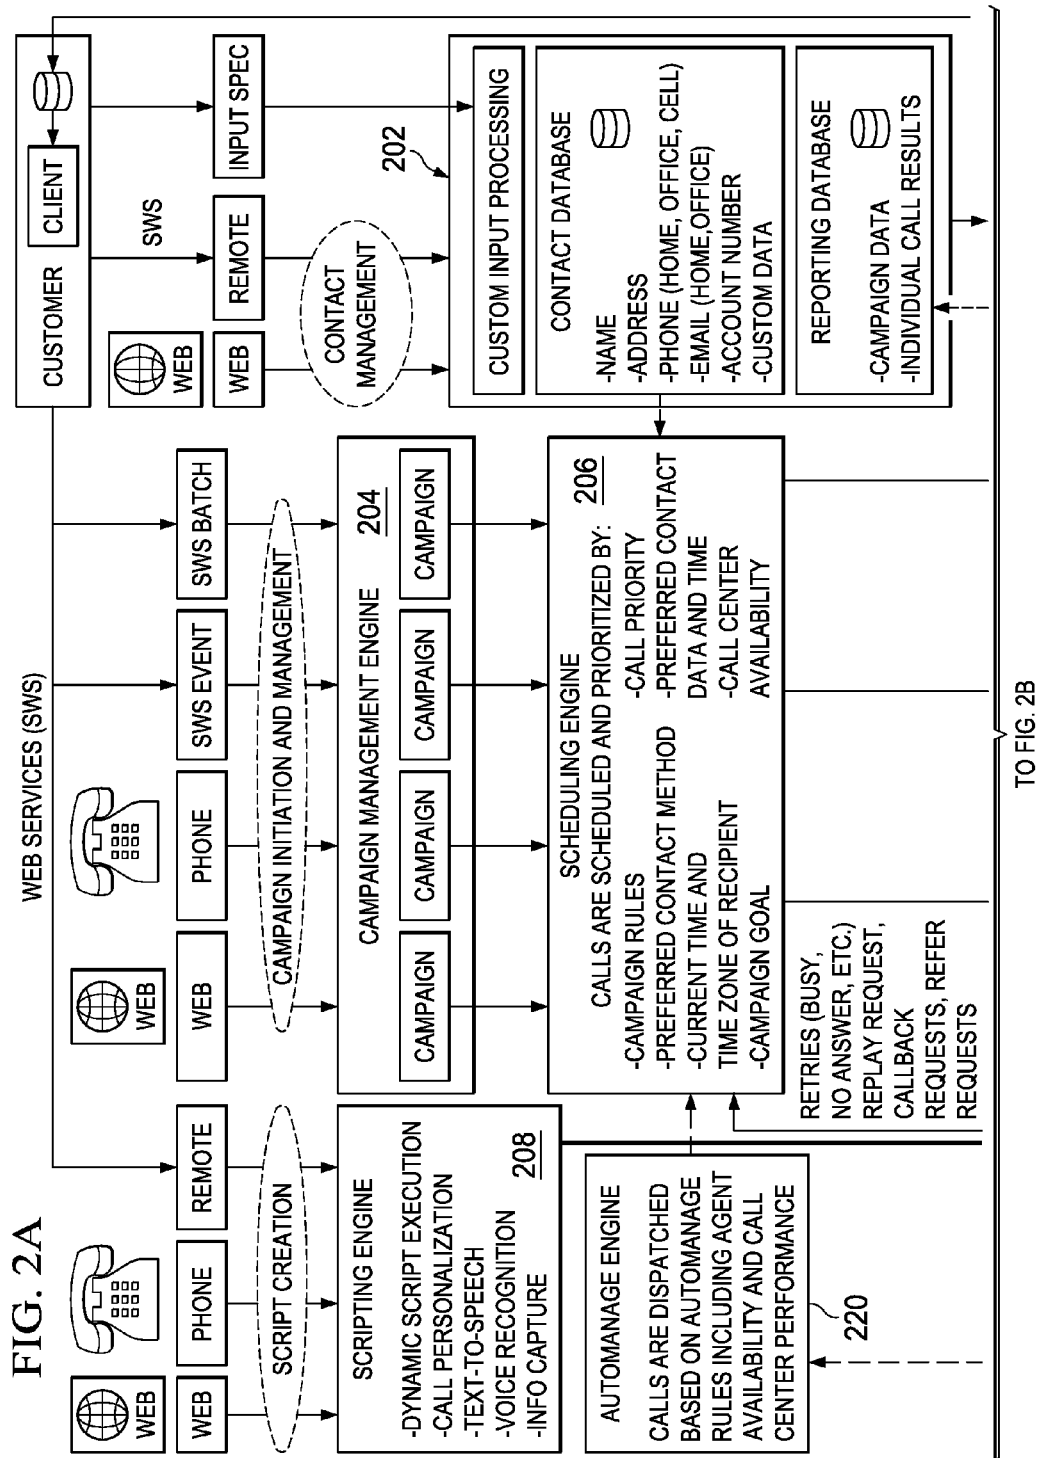 FIG. 2A
WEB SERVICES (SWS)
WEB
WEB
PHONE
REMOTE
SCRIPT CREATION
SCRIPTING ENGINE
-DYNAMIC SCRIPT EXECUTION
-CALL PERSONALIZATION
-TEXT-TO-SPEECH
-VOICE RECOGNITION
-INFO CAPTURE
208
AUTOMANAGE ENGINE
CALLS ARE DISPATCHED
BASED ON AUTOMANAGE
RULES INCLUDING AGENT
AVAILABILITY AND CALL
CENTER PERFORMANCE
220
WEB
WEB
PHONE
SWS EVENT
SWS BATCH
CAMPAIGN INITIATION AND MANAGEMENT
CAMPAIGN MANAGEMENT ENGINE
204
CAMPAIGN
CAMPAIGN
CAMPAIGN
CAMPAIGN
SCHEDULING ENGINE
206
CALLS ARE SCHEDULED AND PRIORITIZED BY:
-CAMPAIGN RULES
-PREFERRED CONTACT METHOD
-CURRENT TIME AND
TIME ZONE OF RECIPIENT
-CAMPAIGN GOAL
-CALL PRIORITY
-PREFERRED CONTACT
DATA AND TIME
-CALL CENTER
AVAILABILITY
RETRIES (BUSY,
NO ANSWER, ETC.)
REPLAY REQUEST,
CALLBACK
REQUESTS, REFER
REQUESTS
CUSTOMER
CLIENT
SWS
WEB
WEB
REMOTE
INPUT SPEC
CONTACT
MANAGEMENT
202
CUSTOM INPUT PROCESSING
CONTACT DATABASE
-NAME
-ADDRESS
-PHONE (HOME, OFFICE, CELL)
-EMAIL (HOME,OFFICE)
-ACCOUNT NUMBER
-CUSTOM DATA
REPORTING DATABASE
-CAMPAIGN DATA
-INDIVIDUAL CALL RESULTS
TO FIG. 2B